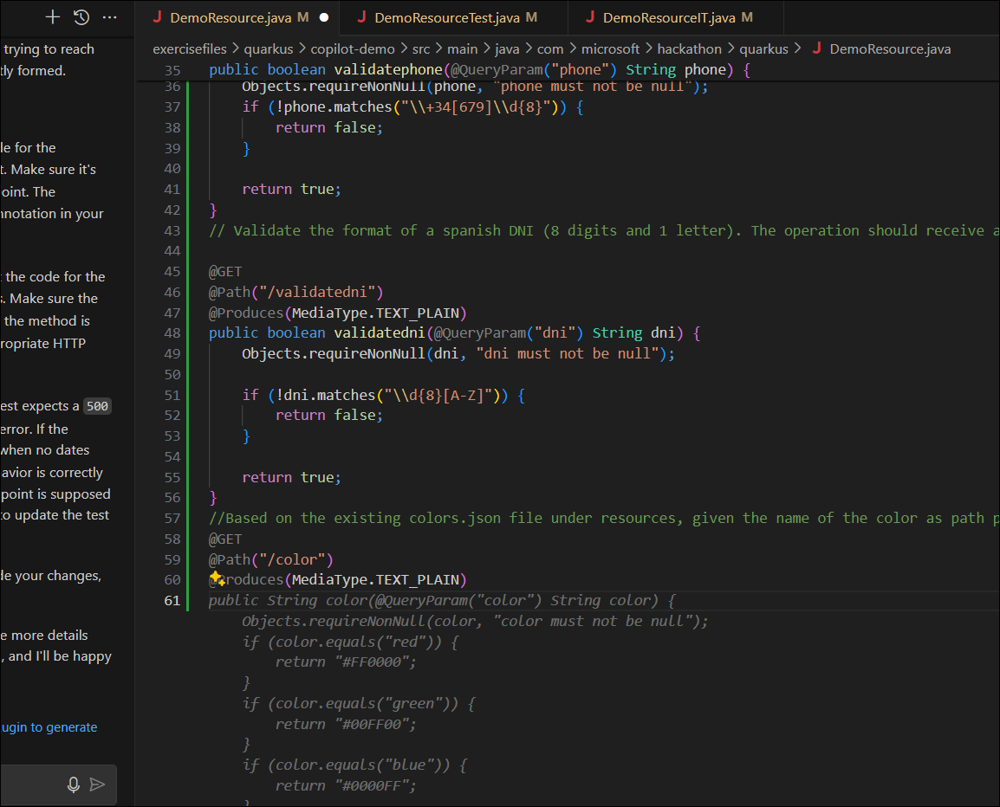 DemoResource.java M
DemoResourceTest.java M
DemoResourceIT.java M
exercisefiles > quarkus > copilot-demo > src > main > java > com > microsoft > hackathon > quarkus > DemoResource.java
trying to reach
tly formed.
le for the
t. Make sure it's
oint. The
nnotation in your
t the code for the
s. Make sure the
the method is
ropriate HTTP
est expects a 500
error. If the
when no dates
avior is correctly
point is supposed
to update the test
de your changes,
e more details
, and I'll be happy
ugin to generate
35 public boolean validatephone(@QueryParam("phone") String phone) {
36 Objects.requireNonNull(phone, "phone must not be null");
37 if (!phone.matches("\\+34[679]\\d{8}")) {
38 return false;
39 }
40
41 return true;
42 }
43 // Validate the format of a spanish DNI (8 digits and 1 letter). The operation should receive a
44
45 @GET
46 @Path("/validatedni")
47 @Produces(MediaType.TEXT_PLAIN)
48 public boolean validatedni(@QueryParam("dni") String dni) {
49 Objects.requireNonNull(dni, "dni must not be null");
50
51 if (!dni.matches("\\d{8}[A-Z]")) {
52 return false;
53 }
54
55 return true;
56 }
57 //Based on the existing colors.json file under resources, given the name of the color as path p
58 @GET
59 @Path("/color")
60 @Produces(MediaType.TEXT_PLAIN)
61 public String color(@QueryParam("color") String color) {
Objects.requireNonNull(color, "color must not be null");
if (color.equals("red")) {
return "#FF0000";
}
if (color.equals("green")) {
return "#00FF00";
}
if (color.equals("blue")) {
return "#0000FF";
}